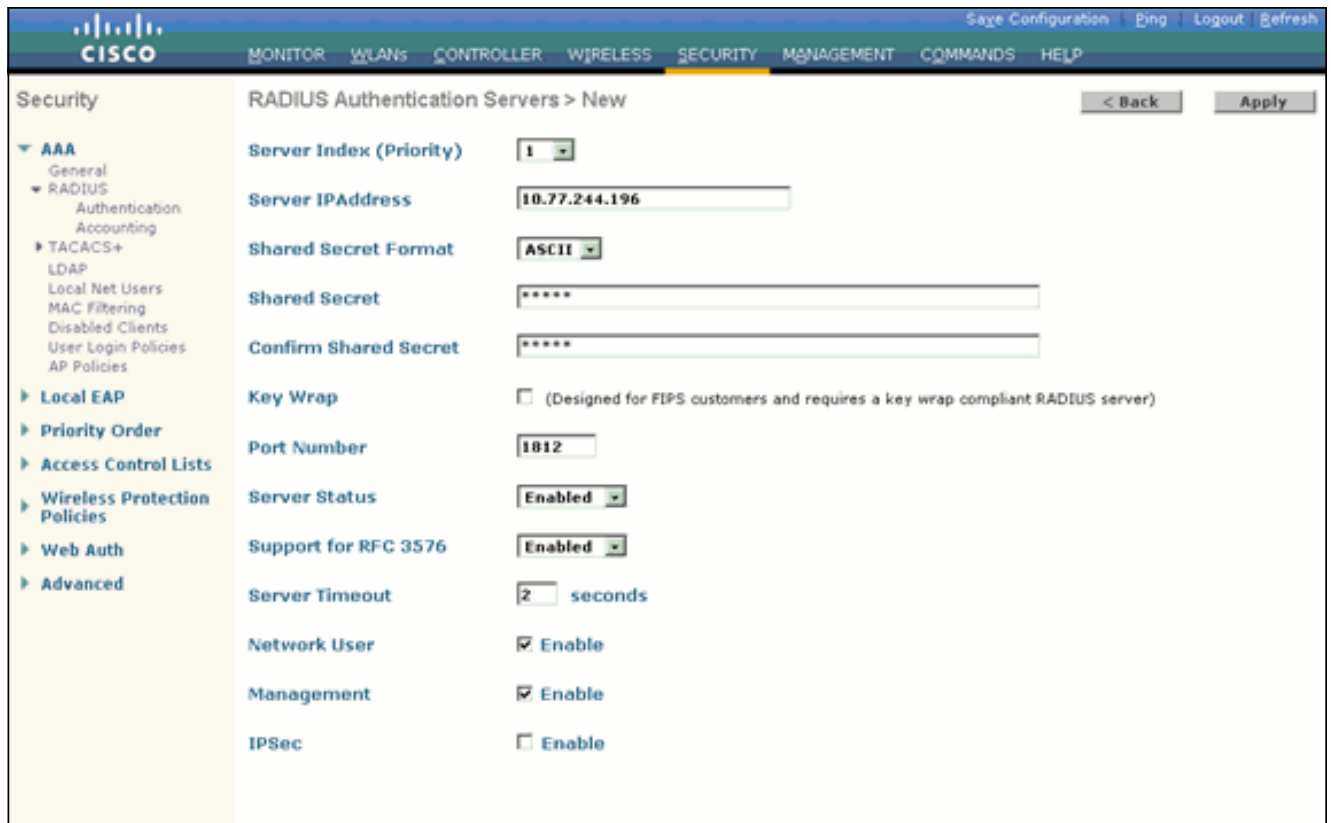 Save Configuration Ping Logout Refresh
CISCO
MONITOR WLANs CONTROLLER WIRELESS SECURITY MANAGEMENT COMMANDS HELP
Security
AAA
General
RADIUS
Authentication
Accounting
TACACS+
LDAP
Local Net Users
MAC Filtering
Disabled Clients
User Login Policies
AP Policies
Local EAP
Priority Order
Access Control Lists
Wireless Protection
Policies
Web Auth
Advanced
RADIUS Authentication Servers > New
< Back Apply
Server Index (Priority) 1
Server IPAddress 10.77.244.196
Shared Secret Format ASCII
Shared Secret *****
Confirm Shared Secret *****
Key Wrap (Designed for FIPS customers and requires a key wrap compliant RADIUS server)
Port Number 1812
Server Status Enabled
Support for RFC 3576 Enabled
Server Timeout 2 seconds
Network User Enable
Management Enable
IPSec Enable